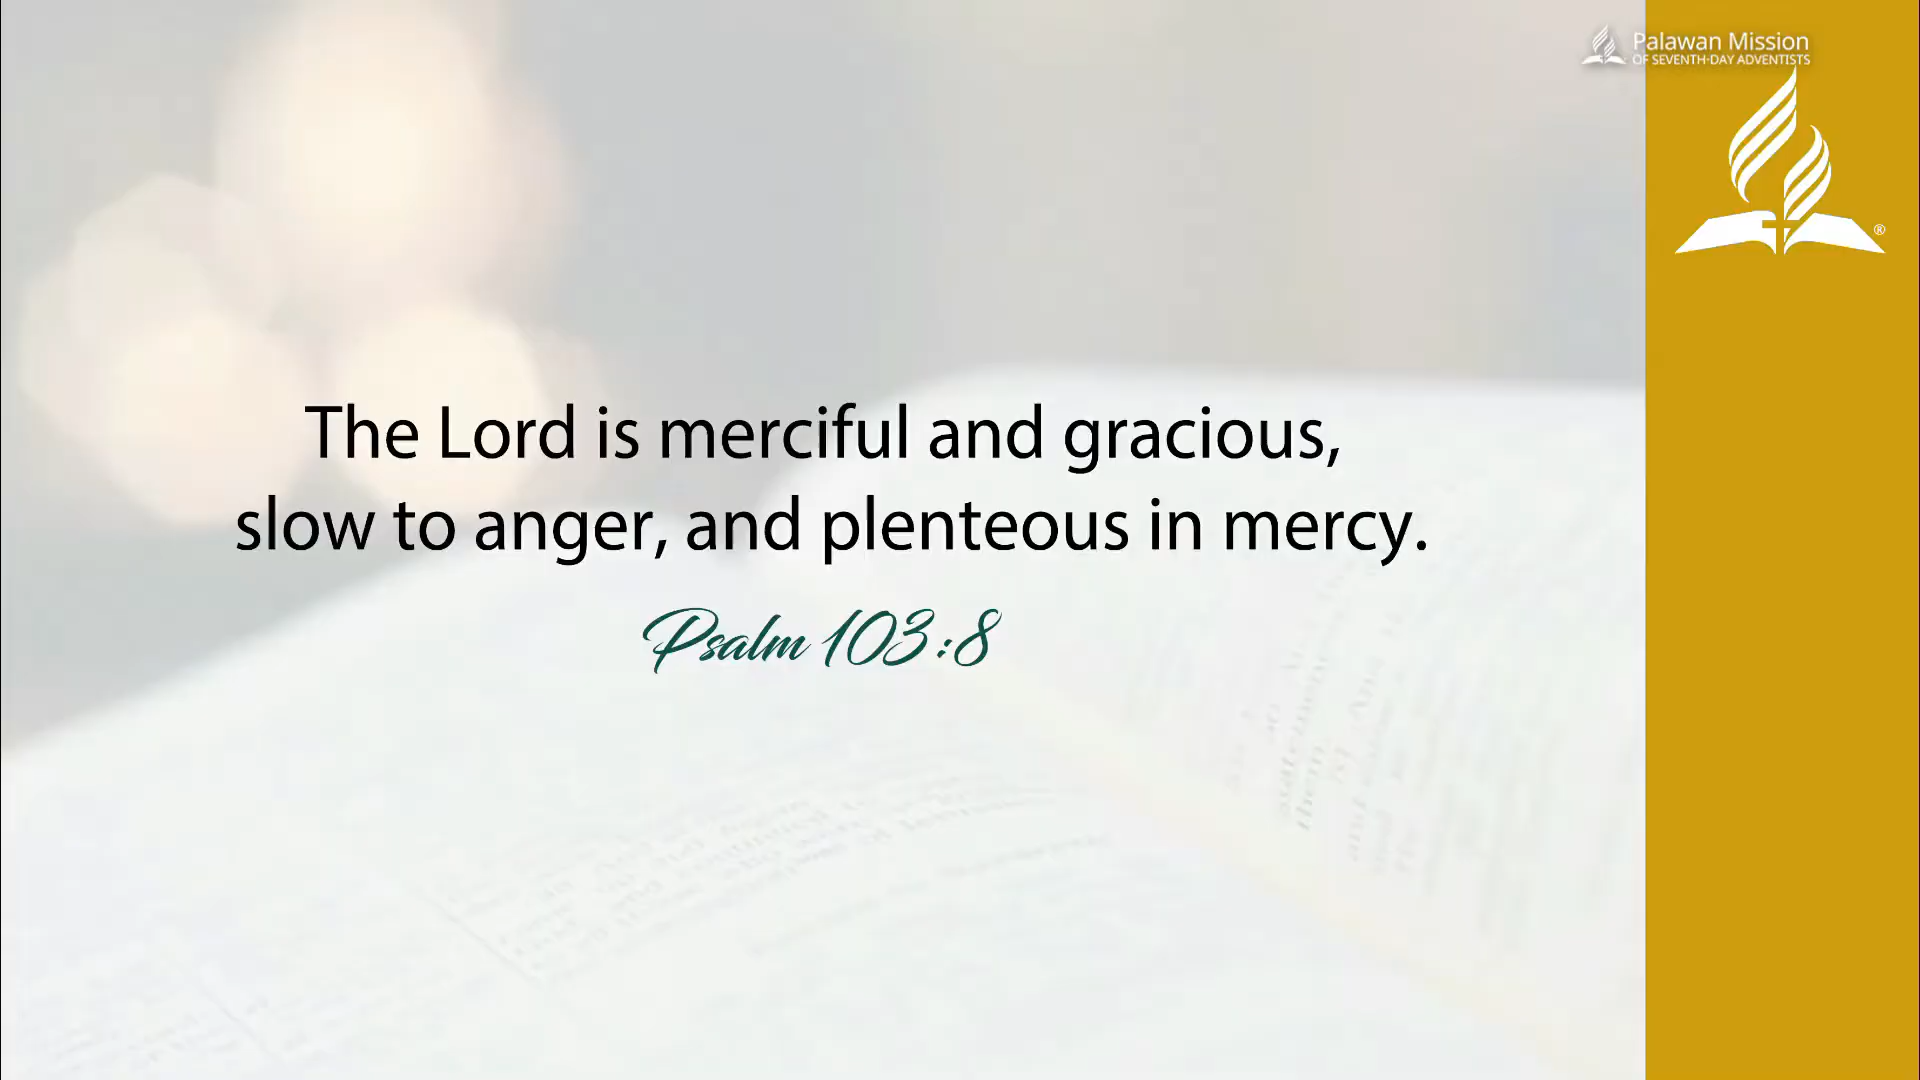 Palawan Mission
OF SEVENTH-DAY ADVENTISTS
®
The Lord is merciful and gracious,
slow to anger, and plenteous in mercy.
Psalm 103:8